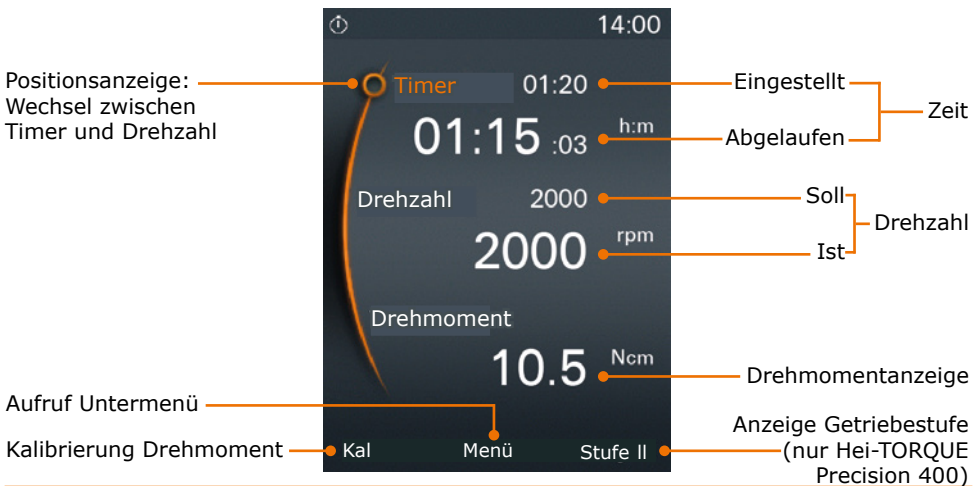 14:00
Positionsanzeige:
Wechsel zwischen
Timer und Drehzahl
Timer 01:20
Eingestellt
Zeit
01:15 :03 h:m
Abgelaufen
Drehzahl 2000
Soll
Drehzahl
2000 rpm
Ist
Drehmoment
10.5 Ncm
Drehmomentanzeige
Aufruf Untermenü
Kalibrierung Drehmoment
Kal Menü Stufe II
Anzeige Getriebestufe
(nur Hei-TORQUE
Precision 400)